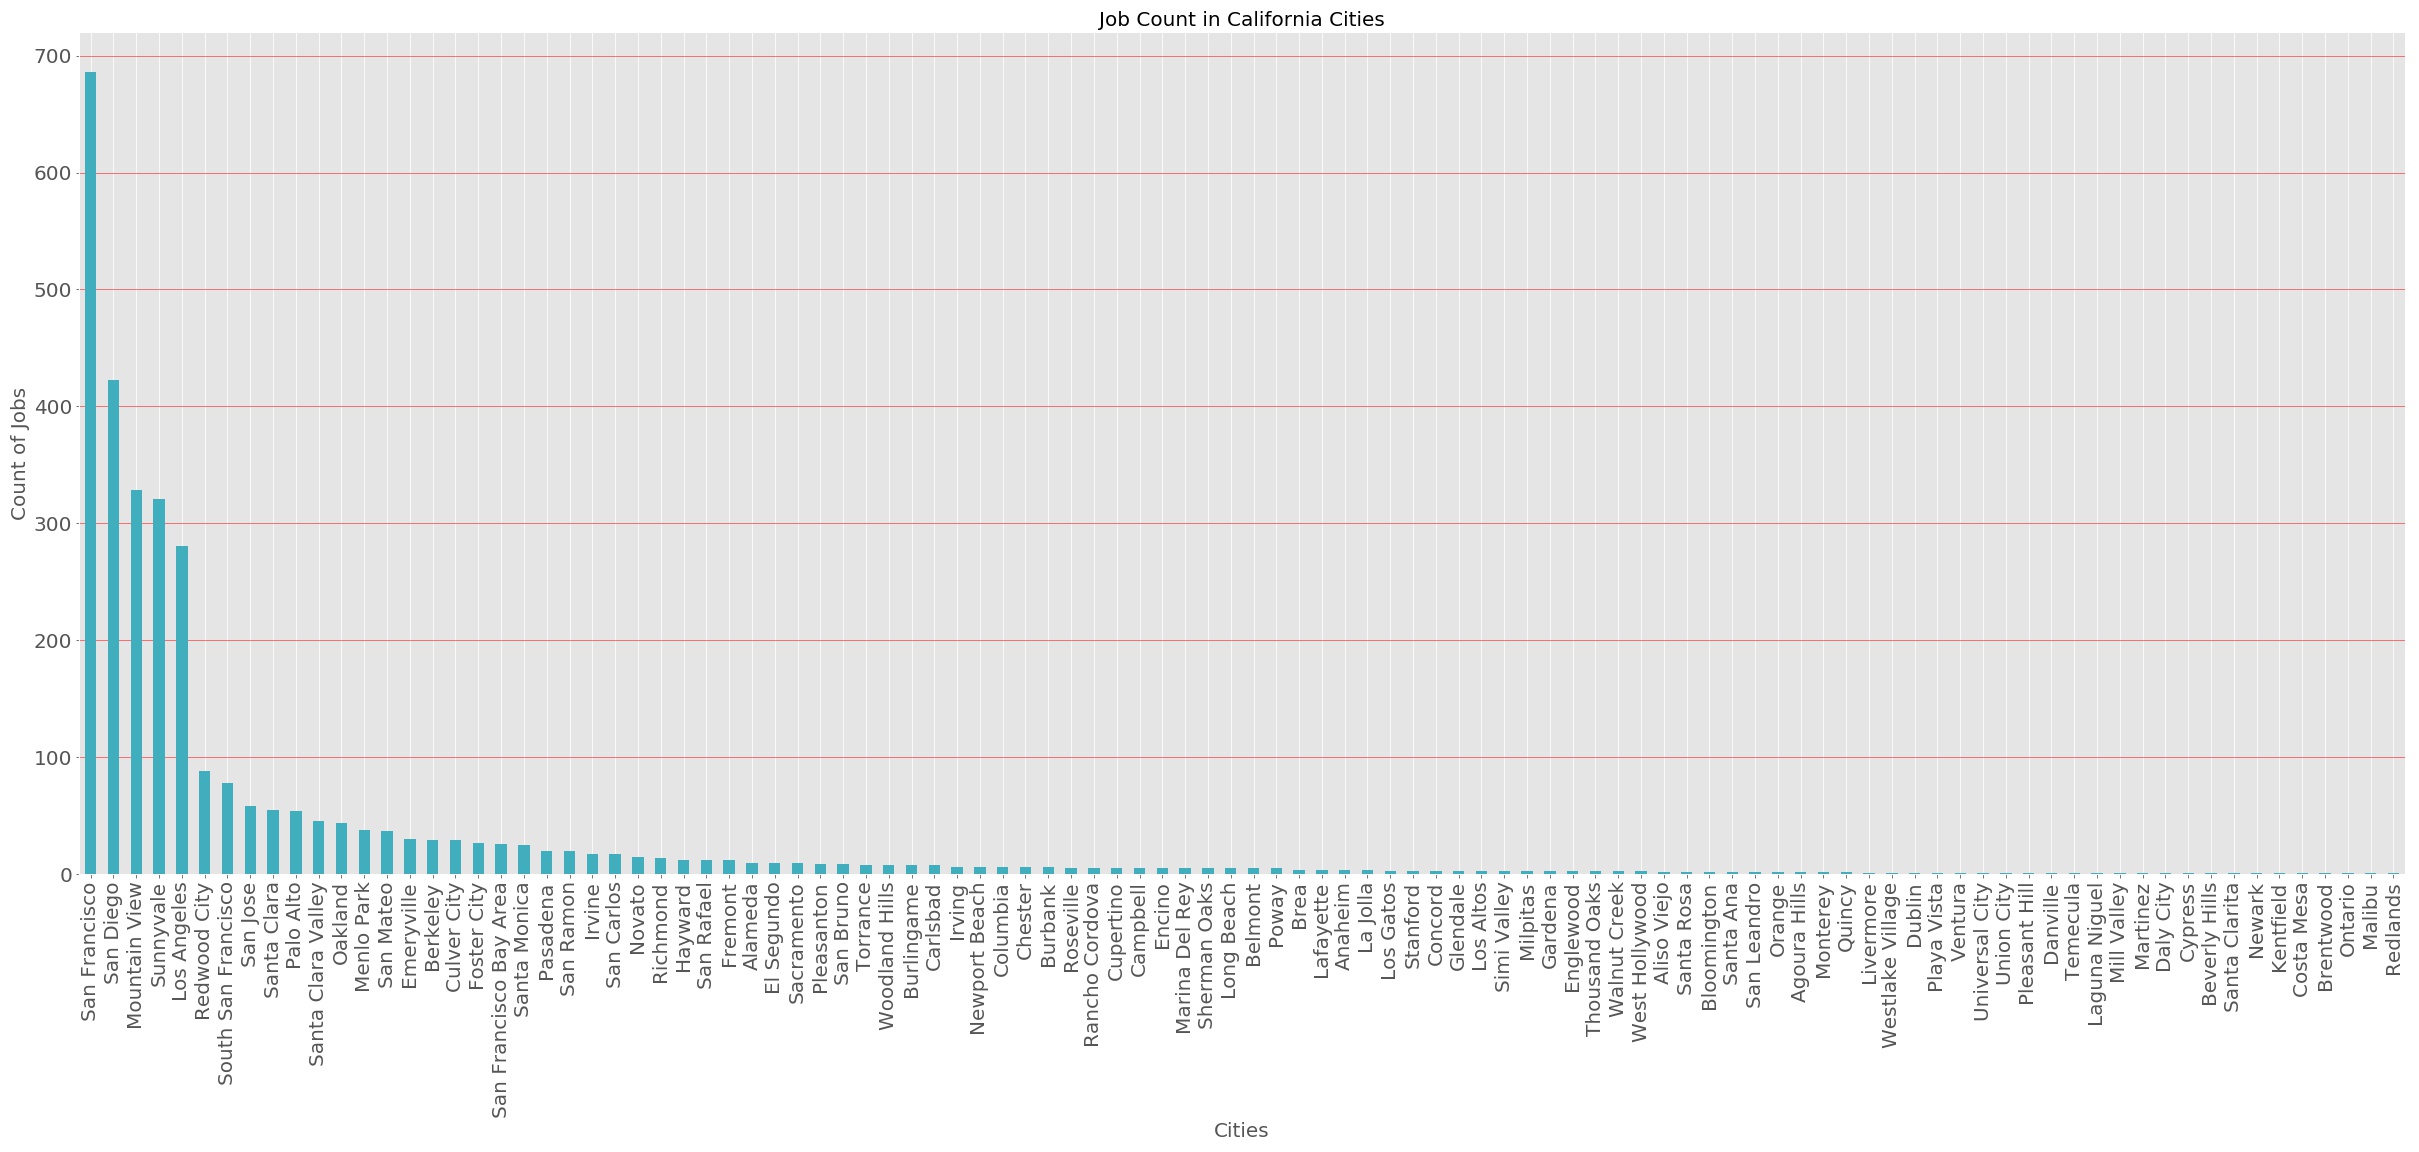 Job Count in California Cities
700
600
500
400
300
200
100
0
Count of Jobs
San Francisco
San Diego
Mountain View
Sunnyvale
Los Angeles
Redwood City
South San Francisco
San Jose
Santa Clara
Palo Alto
Santa Clara Valley
Oakland
Menlo Park
San Mateo
Emeryville
Berkeley
Culver City
Foster City
San Francisco Bay Area
Santa Monica
Pasadena
San Ramon
Irvine
San Carlos
Novato
Richmond
Hayward
San Rafael
Fremont
Alameda
El Segundo
Sacramento
Pleasanton
San Bruno
Torrance
Woodland Hills
Burlingame
Carlsbad
Irving
Newport Beach
Columbia
Chester
Burbank
Roseville
Rancho Cordova
Cupertino
Campbell
Encino
Marina Del Rey
Sherman Oaks
Long Beach
Belmont
Poway
Brea
Lafayette
Anaheim
La Jolla
Los Gatos
Stanford
Concord
Glendale
Los Altos
Simi Valley
Milpitas
Gardena
Englewood
Thousand Oaks
Walnut Creek
West Hollywood
Aliso Viejo
Santa Rosa
Bloomington
Santa Ana
San Leandro
Orange
Agoura Hills
Monterey
Quincy
Livermore
Westlake Village
Dublin
Playa Vista
Ventura
Universal City
Union City
Pleasant Hill
Danville
Temecula
Laguna Niguel
Mill Valley
Martinez
Daly City
Cypress
Beverly Hills
Santa Clarita
Newark
Kentfield
Costa Mesa
Brentwood
Ontario
Malibu
Redlands
Cities